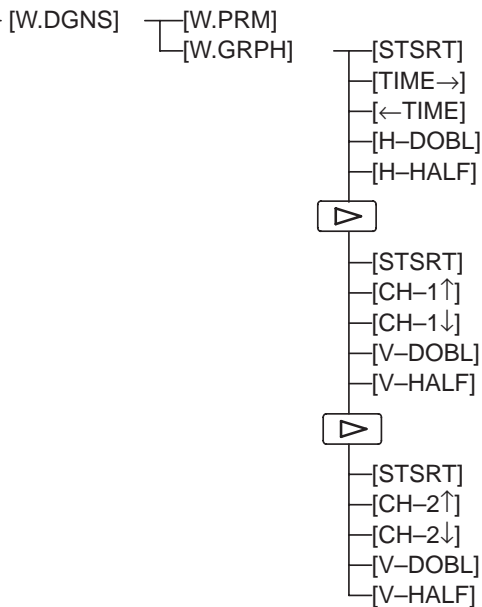 [W.DGNS] [W.PRM]
[W.GRPH] [STSRT]
[TIME→]
[←TIME]
[H–DOBL]
[H–HALF]
[STSRT]
[CH–1↑]
[CH–1↓]
[V–DOBL]
[V–HALF]
[STSRT]
[CH–2↑]
[CH–2↓]
[V–DOBL]
[V–HALF]